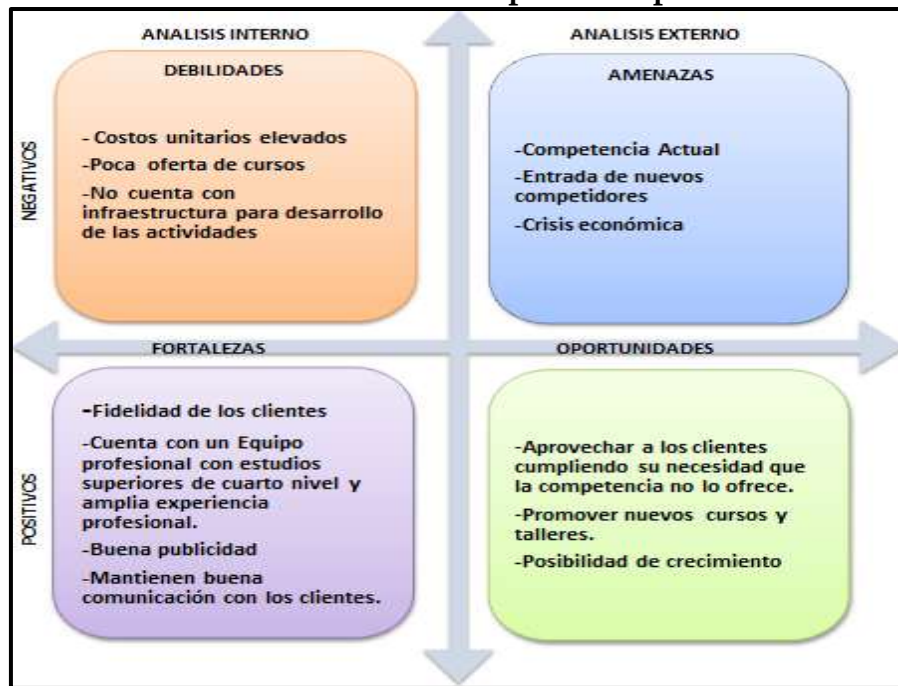 ANALISIS INTERNO
ANALISIS EXTERNO
NEGATIVOS
DEBILIDADES
- Costos unitarios elevados
-Poca oferta de cursos
-No cuenta con
infraestructura para desarrollo
de las actividades
AMENAZAS
-Competencia Actual
-Entrada de nuevos
competidores
-Crisis económica
POSITIVOS
FORTALEZAS
-Fidelidad de los clientes
-Cuenta con un Equipo
profesional con estudios
superiores de cuarto nivel y
amplia experiencia
profesional.
-Buena publicidad
-Mantienen buena
comunicación con los clientes.
OPORTUNIDADES
-Aprovechar a los clientes
cumpliendo su necesidad que
la competencia no lo ofrece.
-Promover nuevos cursos y
talleres.
-Posibilidad de crecimiento